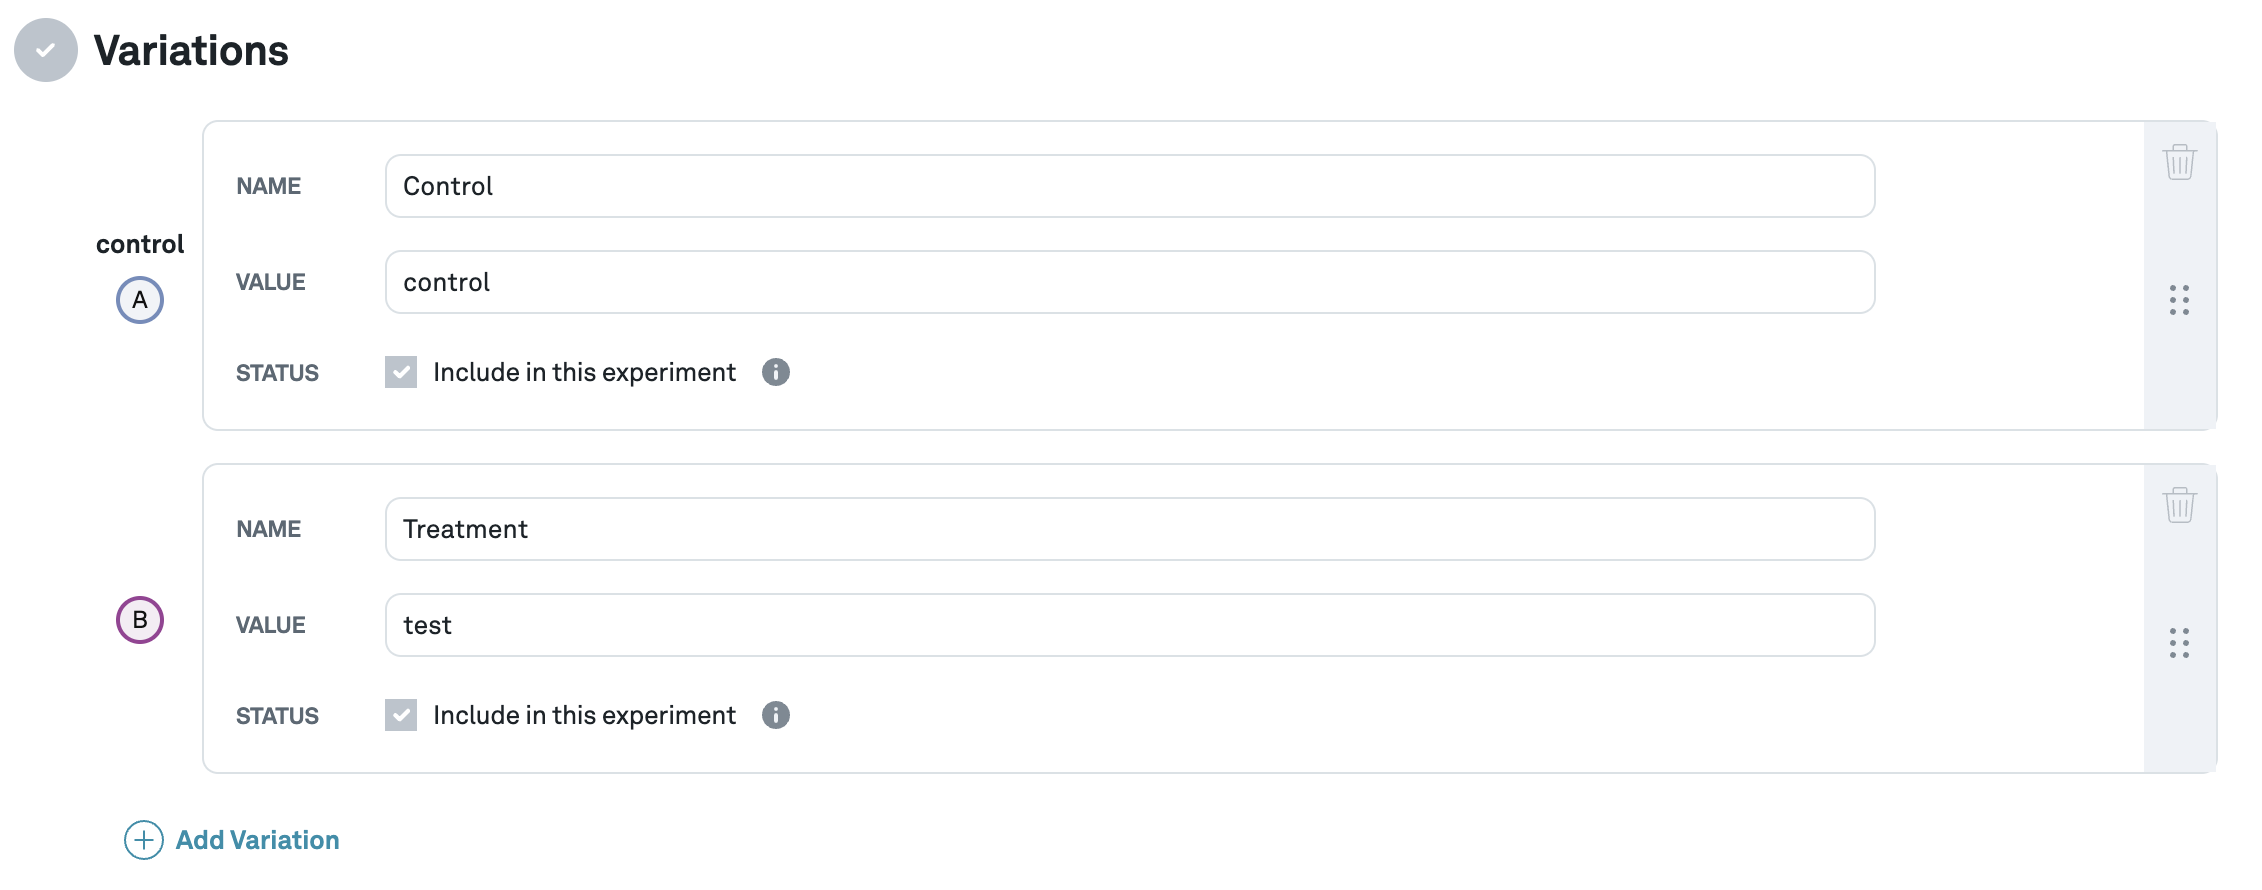 Variations
control
A
NAME
Control
VALUE
control
STATUS
Include in this experiment
B
NAME
Treatment
VALUE
test
STATUS
Include in this experiment
Add Variation